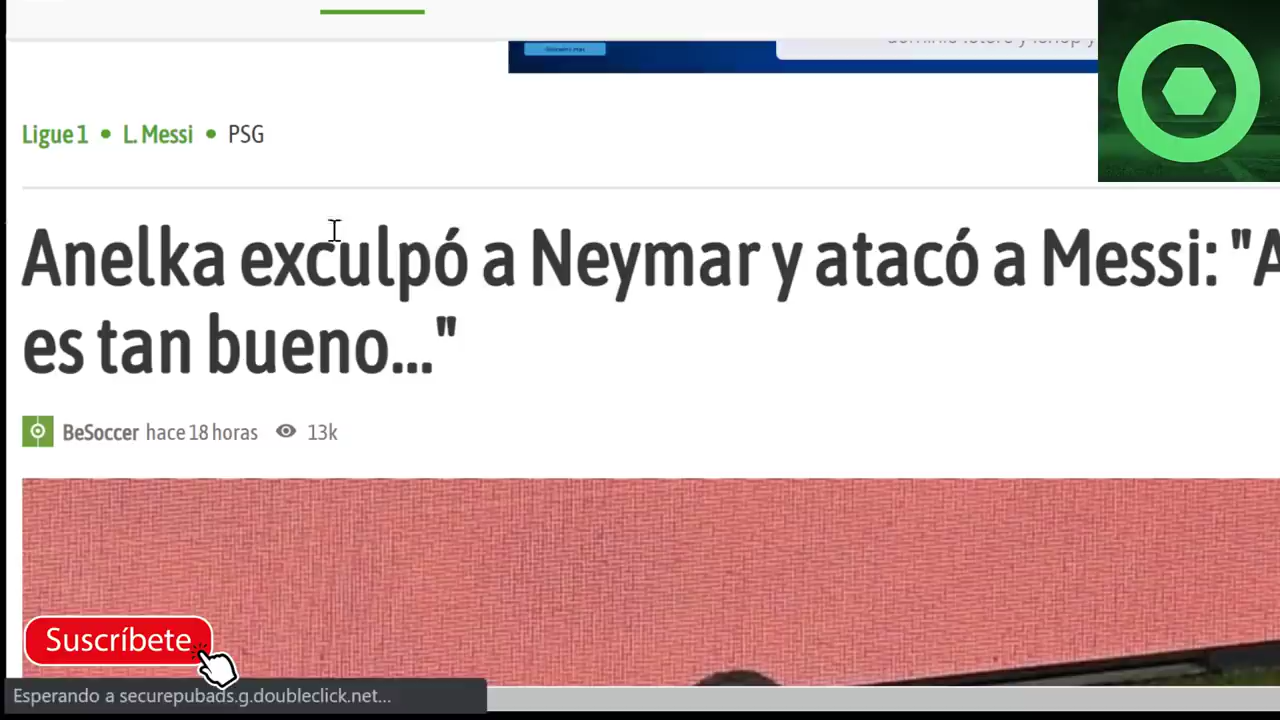 Ligue 1 • L. Messi • PSG
Anelka exculpó a Neymar y atacó a Messi: "A
es tan bueno..."
BeSoccer hace 18 horas 13k
Suscríbete
Esperando a securepubads.g.doubleclick.net...